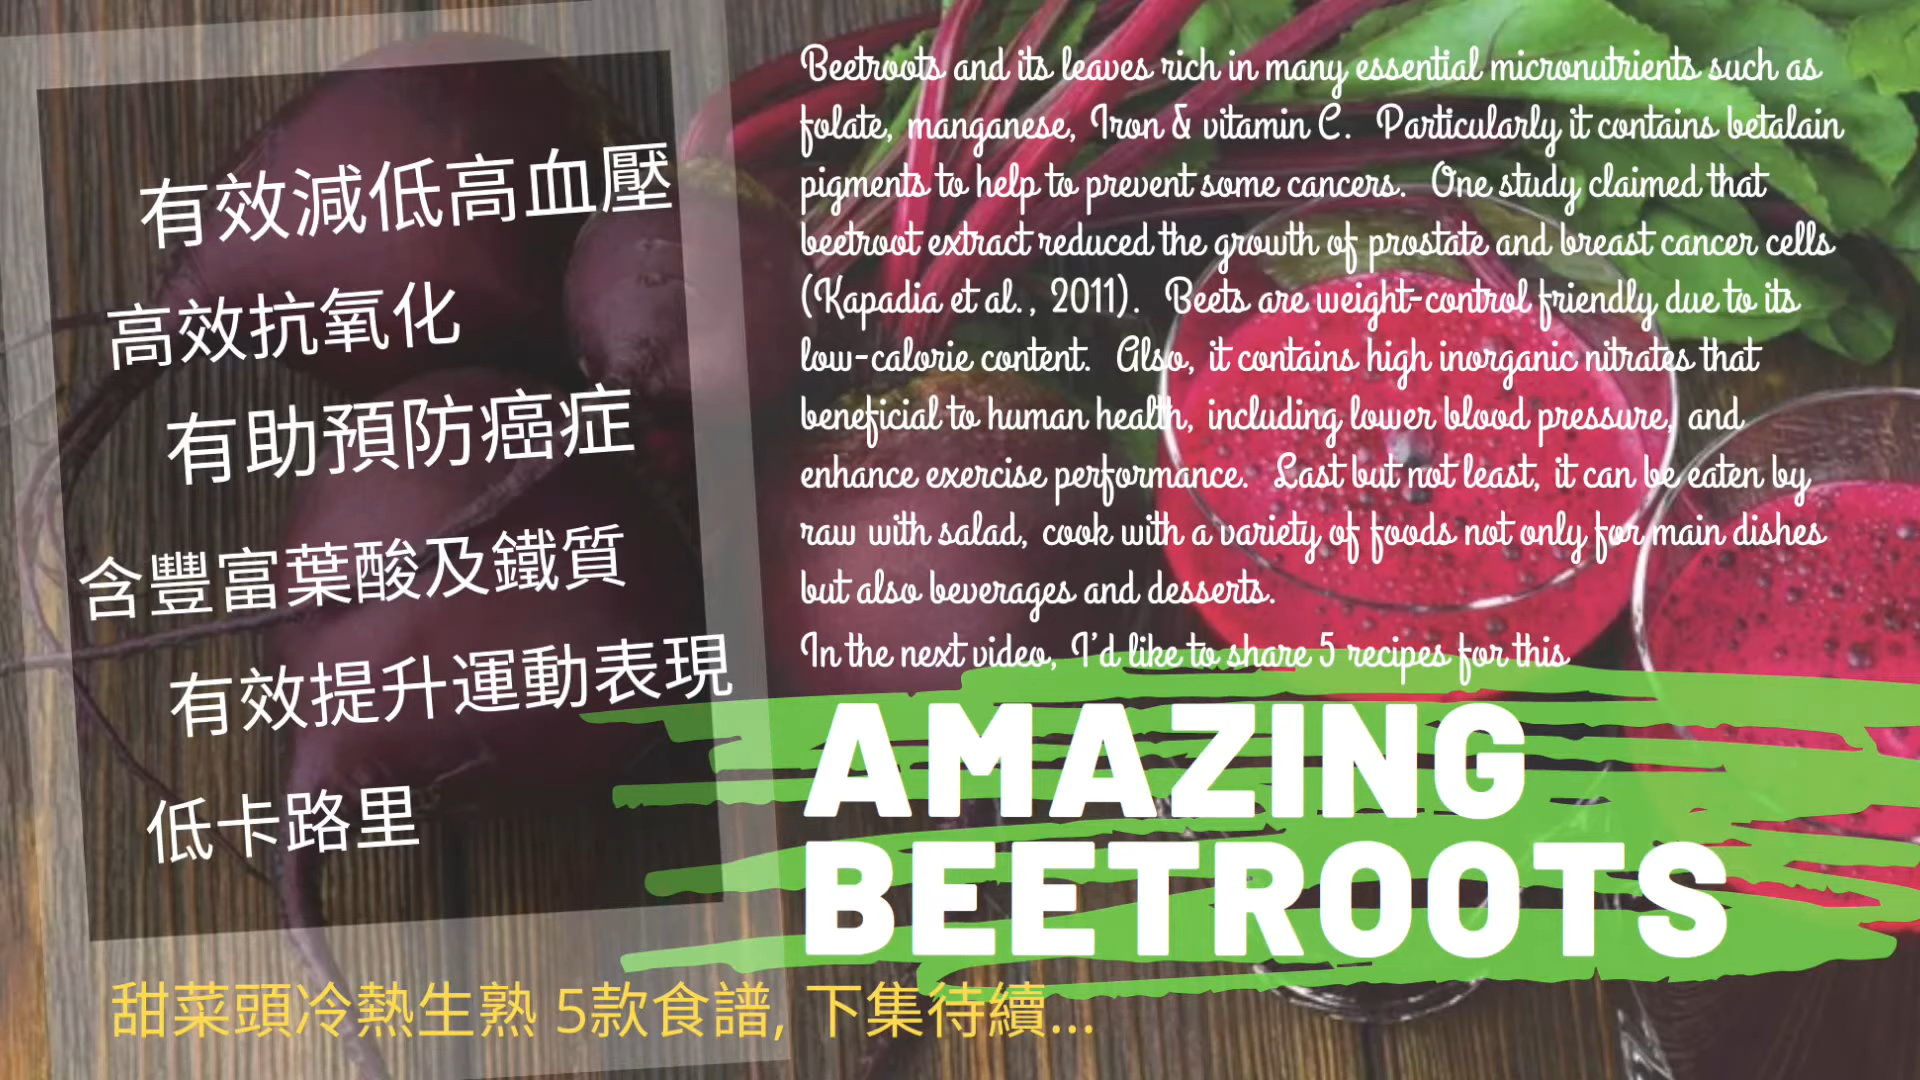 有效減低高血壓
高效抗氧化
有助預防癌症
含豐富葉酸及鐵質
有效提升運動表現
低卡路里
Beetroots and its leaves rich in many essential micronutrients such as
folate, manganese, Iron & vitamin C. Particularly it contains betalain
pigments to help to prevent some cancers. One study claimed that
beetroot extract reduced the growth of prostate and breast cancer cells
(Kapadia et al., 2011). Beets are weight-control friendly due to its
low-calorie content. Also, it contains high inorganic nitrates that
beneficial to human health, including lower blood pressure, and
enhance exercise performance. Last but not least, it can be eaten by
raw with salad, cook with a variety of foods not only for main dishes
but also beverages and desserts.
In the next video, I'd like to share 5 recipes for this
AMAZING
BEETROOTS
甜菜頭冷熱生熟 5款食譜, 下集待續...